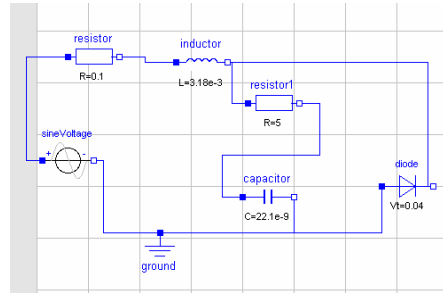 resistor
R=0.1
inductor
L=3.18e-3
resistor1
R=5
sineVoltage
+
-
capacitor
C=22.1e-9
diode
Vt=0.04
ground